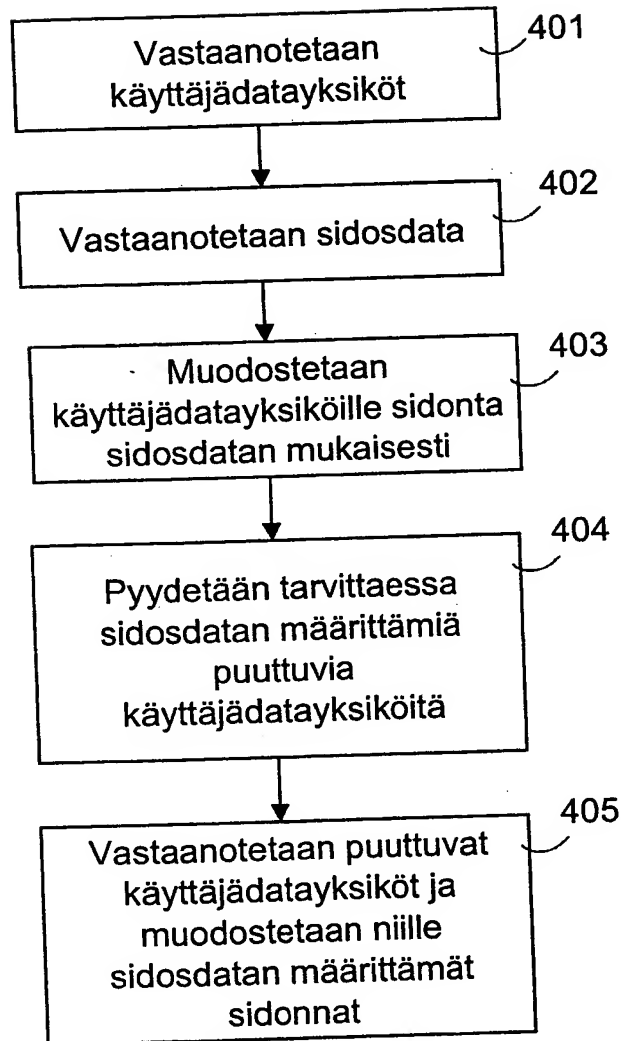 Vastaanotetaan
käyttäjädatayksiköt
401
Vastaanotetaan sidosdata
402
Muodostetaan
käyttäjädatayksiköille sidonta
sidosdatan mukaisesti
403
Pyydetään tarvittaessa
sidosdatan määrittämiä
puuttuvia
käyttäjädatayksiköitä
404
Vastaanotetaan puuttuvat
käyttäjädatayksiköt ja
muodostetaan niille
sidosdatan määrittämät
sidonnat
405